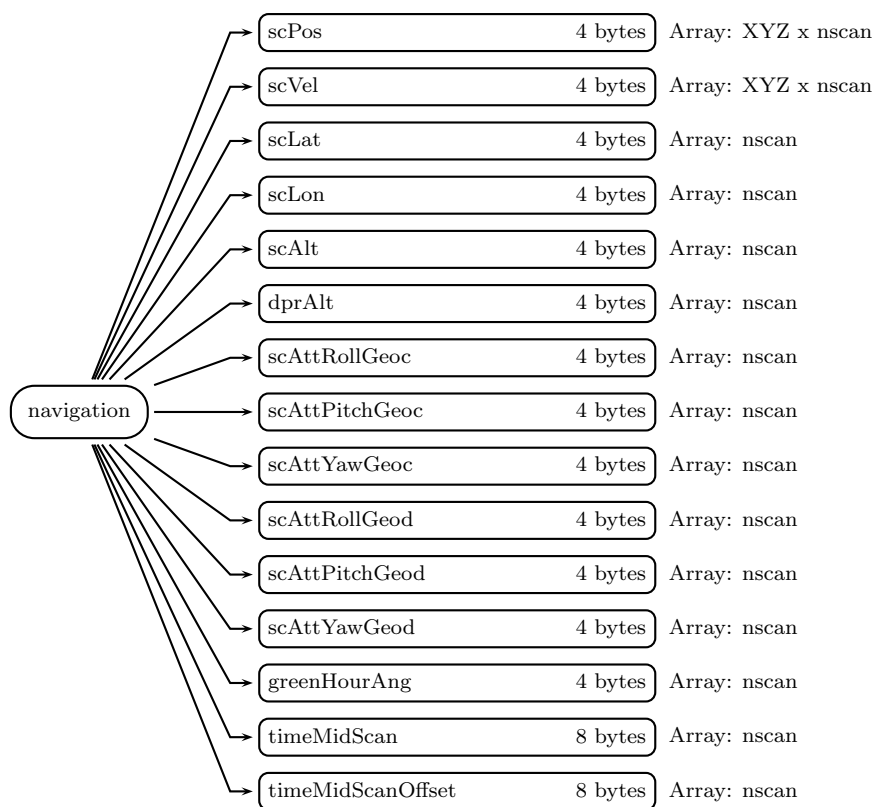 scPos 4 bytes Array: XYZ x nscan
scVel 4 bytes Array: XYZ x nscan
scLat 4 bytes Array: nscan
scLon 4 bytes Array: nscan
scAlt 4 bytes Array: nscan
dprAlt 4 bytes Array: nscan
scAttRollGeoc 4 bytes Array: nscan
navigation scAttPitchGeoc 4 bytes Array: nscan
scAttYawGeoc 4 bytes Array: nscan
scAttRollGeod 4 bytes Array: nscan
scAttPitchGeod 4 bytes Array: nscan
scAttYawGeod 4 bytes Array: nscan
greenHourAng 4 bytes Array: nscan
timeMidScan 8 bytes Array: nscan
timeMidScanOffset 8 bytes Array: nscan